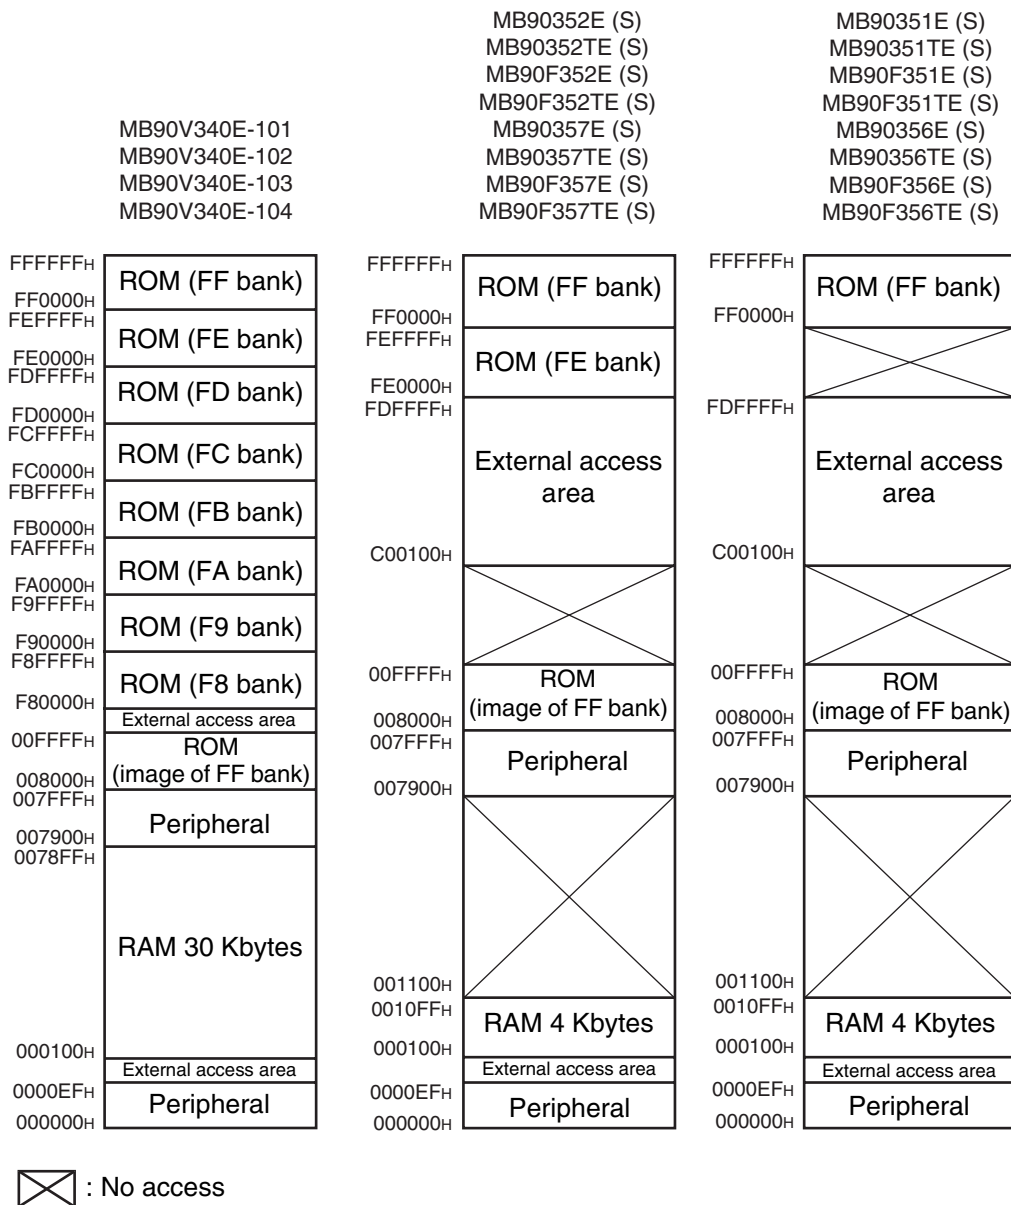 MB90V340E-101
MB90V340E-102
MB90V340E-103
MB90V340E-104
FFFFFFH
ROM (FF bank)
FF0000H
FEFFFFH
ROM (FE bank)
FE0000H
FDFFFFH
ROM (FD bank)
FD0000H
FCFFFFH
ROM (FC bank)
FC0000H
FBFFFFH
ROM (FB bank)
FB0000H
FAFFFFH
ROM (FA bank)
FA0000H
F9FFFFH
ROM (F9 bank)
F90000H
F8FFFFH
ROM (F8 bank)
F80000H
External access area
00FFFFH
ROM
(image of FF bank)
008000H
007FFFH
Peripheral
007900H
0078FFH
RAM 30 Kbytes
000100H
External access area
0000EFH
Peripheral
000000H
MB90352E (S)
MB90352TE (S)
MB90F352E (S)
MB90F352TE (S)
MB90357E (S)
MB90357TE (S)
MB90F357E (S)
MB90F357TE (S)
FFFFFFH
ROM (FF bank)
FF0000H
FEFFFFH
ROM (FE bank)
FE0000H
FDFFFFH
External access
area
C00100H
00FFFFH
ROM
(image of FF bank)
008000H
007FFFH
Peripheral
007900H
001100H
0010FFH
RAM 4 Kbytes
000100H
External access area
0000EFH
Peripheral
000000H
MB90351E (S)
MB90351TE (S)
MB90F351E (S)
MB90F351TE (S)
MB90356E (S)
MB90356TE (S)
MB90F356E (S)
MB90F356TE (S)
FFFFFFH
ROM (FF bank)
FF0000H
FDFFFFH
External access
area
C00100H
00FFFFH
ROM
(image of FF bank)
008000H
007FFFH
Peripheral
007900H
001100H
0010FFH
RAM 4 Kbytes
000100H
External access area
0000EFH
Peripheral
000000H
: No access